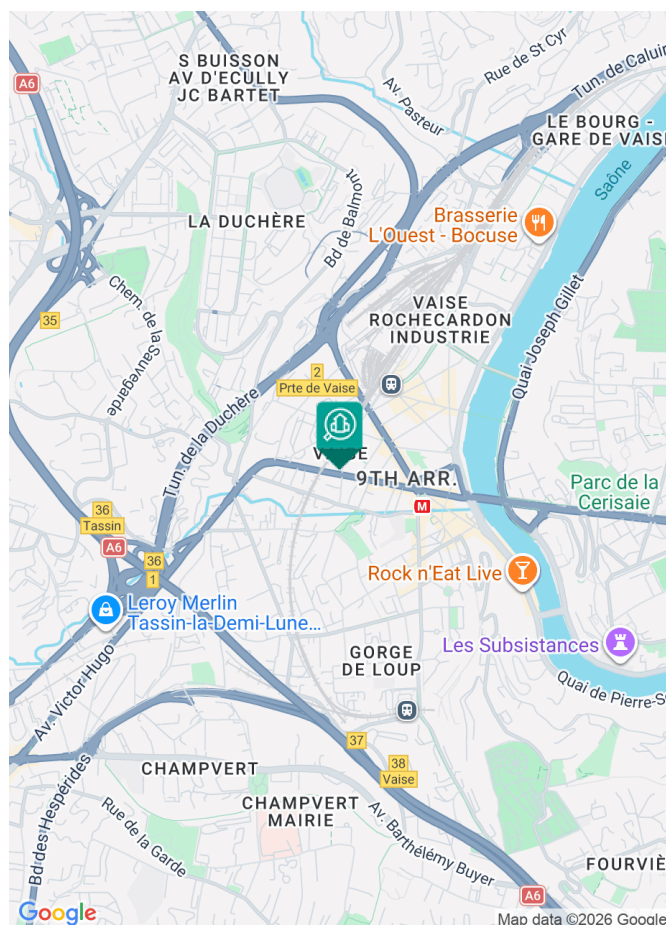 A6
S BUISSON
AV D'ECULLY
JC BARTET
Rue de St Cyr
Tun. de Caluir
Av. Pasteur
LE BOURG -
GARE DE VAISE
Saône
Brasserie
L'Ouest - Bocuse
LA DUCHÈRE
Bd de Balmont
Chem. de la Sauvegarde
Quai Joseph Gillet
VAISE
ROCHECARDON
INDUSTRIE
35
2
Prte de Vaise
Tun. de la Duchère
9TH ARR.
Parc de la
Cerisaie
M
36
Tassin
A6
36
1
Rock n'Eat Live
Leroy Merlin
Tassin-la-Demi-Lune...
Les Subsistances
GORGE
DE LOUP
Quai de Pierre-S
Av. Victor Hugo
37
38
Vaise
CHAMPVERT
CHAMPVERT
MAIRIE
Bd des Hespérides
Rue de la Garde
Av. Barthélémy Buyer
FOURVIÈ
A6
Google
Map data ©2026 Google